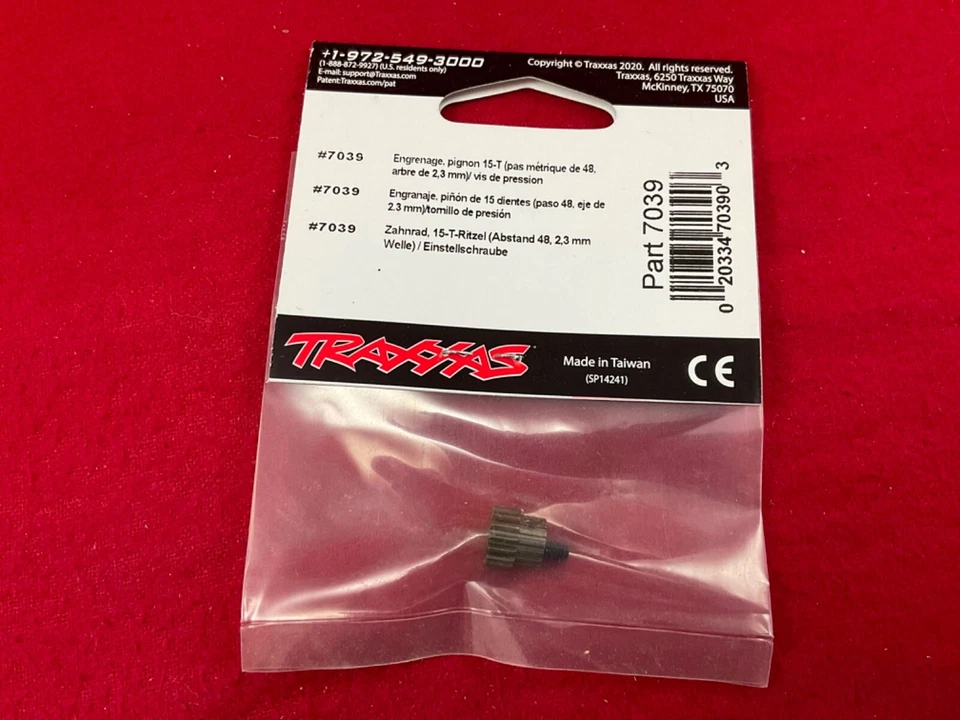 +1-972-549-3000
(1-888-872-9927) (U.S. residents only)
E-mail: support@Traxxas.com
Patent:Traxxas.com/pat
Copyright © Traxxas 2020. All rights reserved.
Traxxas, 6250 Traxxas Way
McKinney, TX 75070
USA
#7039 Engrenage, pignon 15-T (pas métrique de 48,
arbre de 2,3 mm)/ vis de pression
#7039 Engranaje, piñón de 15 dientes (paso 48, eje de
2.3 mm)/tornillo de presión
#7039 Zahnrad, 15-T-Ritzel (Abstand 48, 2,3 mm
Welle) / Einstellschraube
Part 7039
0 20334 70390 3
TRAXXAS
Made in Taiwan
(SP14241)
CE